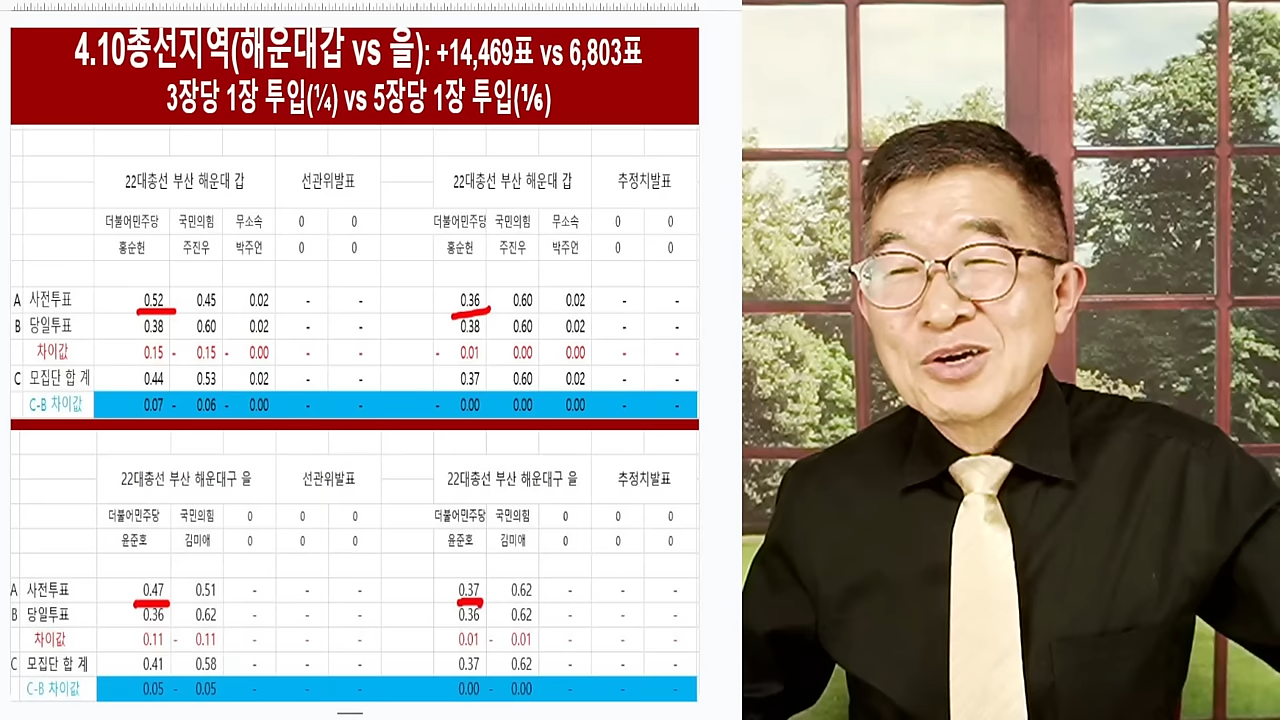 4.10총선지역(해운대갑 vs 을): +14,469표 vs 6,803표
3장당 1장 투입(¼) vs 5장당 1장 투입(⅙)
22대총선 부산 해운대 갑 선관위발표 22대총선 부산 해운대 갑 추정치발표
더불어민주당 국민의힘 무소속 0 0 더불어민주당 국민의힘 무소속 0 0
홍순헌 주진우 박주언 0 0 홍순헌 주진우 박주언 0 0
A 사전투표 0.52 0.45 0.02 - - 0.36 0.60 0.02 - -
B 당일투표 0.38 0.60 0.02 - - 0.38 0.60 0.02 - -
차이값 0.15 - 0.15 - 0.00 - - - 0.01 0.00 0.00 - -
C 모집단 합 계 0.44 0.53 0.02 - - 0.37 0.60 0.02 - -
C-B 차이값 0.07 - 0.06 - 0.00 - - - 0.00 0.00 0.00 - -
22대총선 부산 해운대구 을 선관위발표 22대총선 부산 해운대구 을 추정치발표
더불어민주당 국민의힘 0 0 0 더불어민주당 국민의힘 0 0 0
윤준호 김미애 0 0 0 윤준호 김미애 0 0 0
A 사전투표 0.47 0.51 - - - 0.37 0.62 - - -
B 당일투표 0.36 0.62 - - - 0.36 0.62 - - -
차이값 0.11 - 0.11 - - - 0.01 - 0.01 - - -
C 모집단 합 계 0.41 0.58 - - - 0.37 0.62 - - -
C-B 차이값 0.05 - 0.05 - - - 0.00 - 0.00 - - -